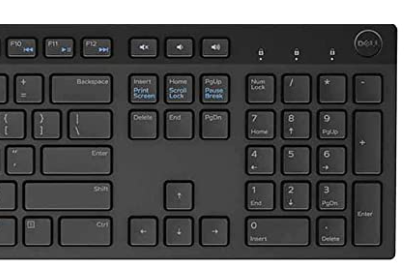 F10 F11 F12 DELL
+ = Backspace Insert Print Screen Home Scroll Lock PgUp Pause Break Num Lock / * -
{ [ } ] | \ Delete End PgDn 7 Home 8 ↑ 9 PgUp +
" ' Enter 4 ← 5 6 →
Shift ↑ 1 End 2 ↓ 3 PgDn Enter
Ctrl ← ↓ → 0 Insert . Delete